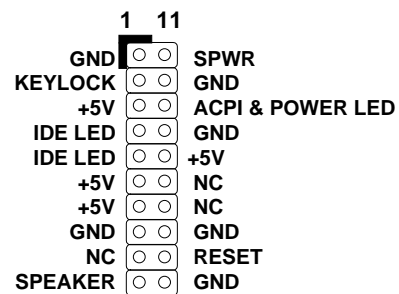 1 11
GND SPWR
KEYLOCK GND
+5V ACPI & POWER LED
IDE LED GND
IDE LED +5V
+5V NC
+5V NC
GND GND
NC RESET
SPEAKER GND